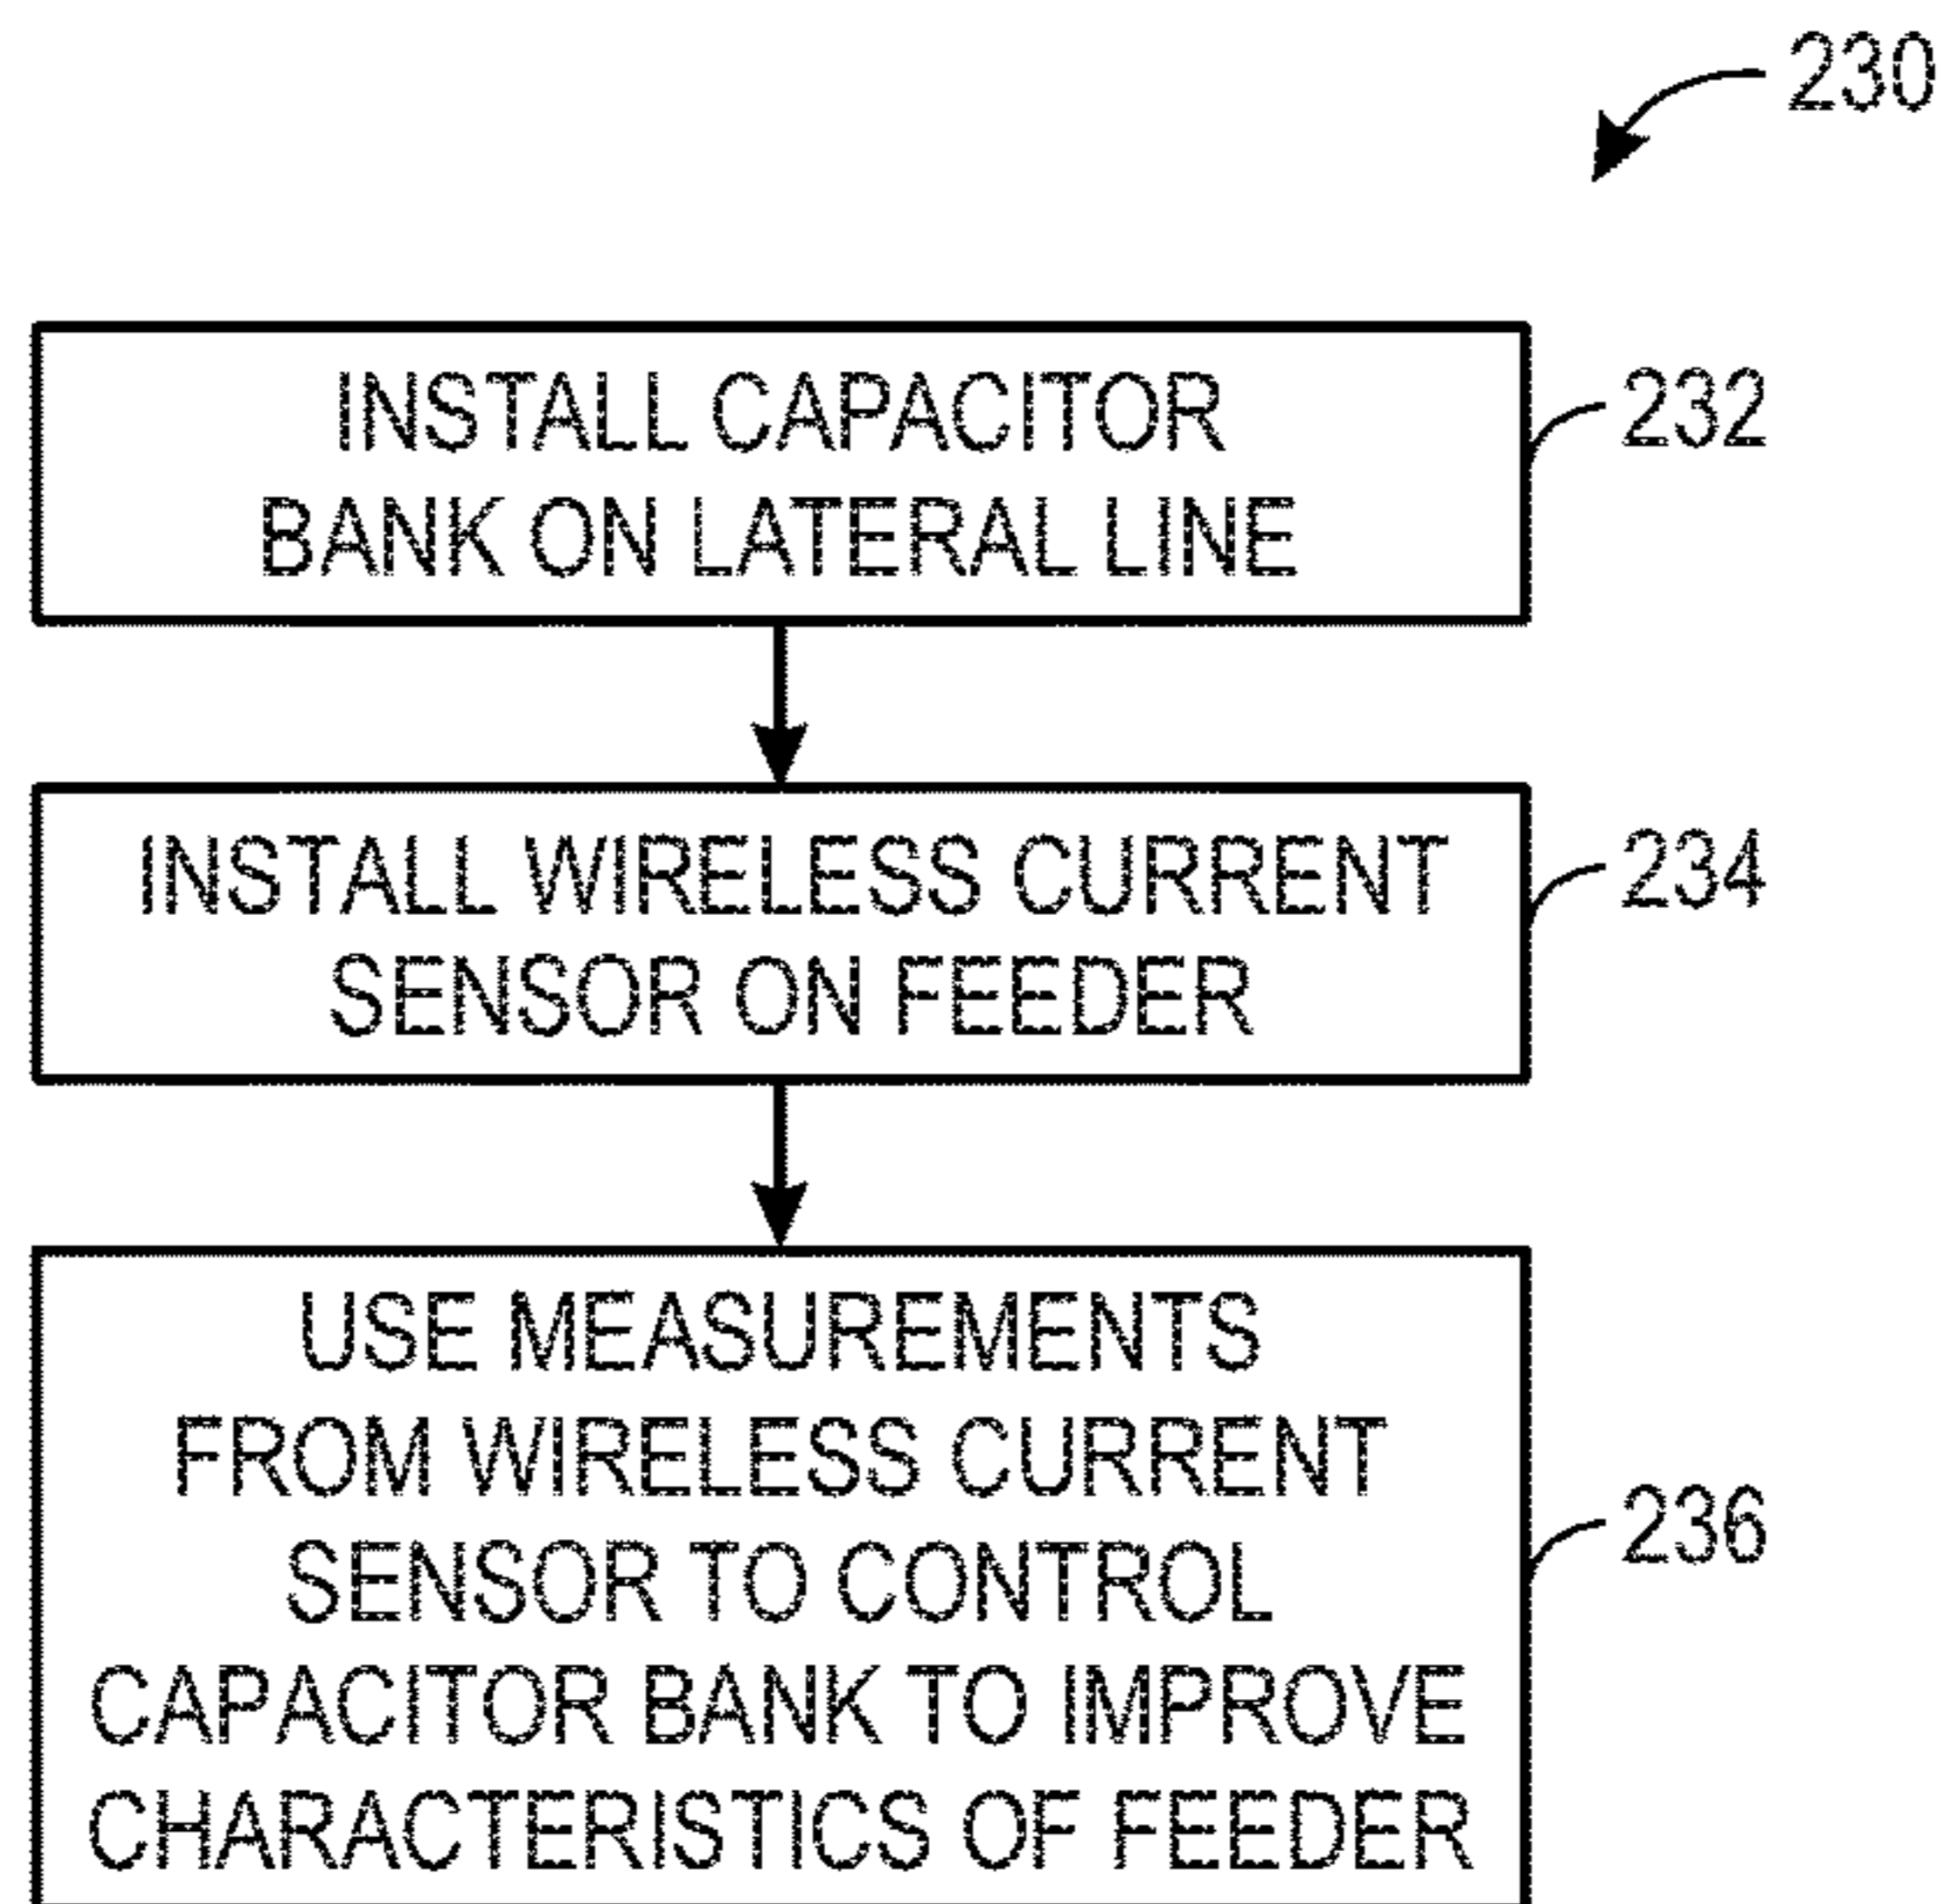 230
INSTALL CAPACITOR
BANK ON LATERAL LINE
232
INSTALL WIRELESS CURRENT
SENSOR ON FEEDER
234
USE MEASUREMENTS
FROM WIRELESS CURRENT
SENSOR TO CONTROL
CAPACITOR BANK TO IMPROVE
CHARACTERISTICS OF FEEDER
236